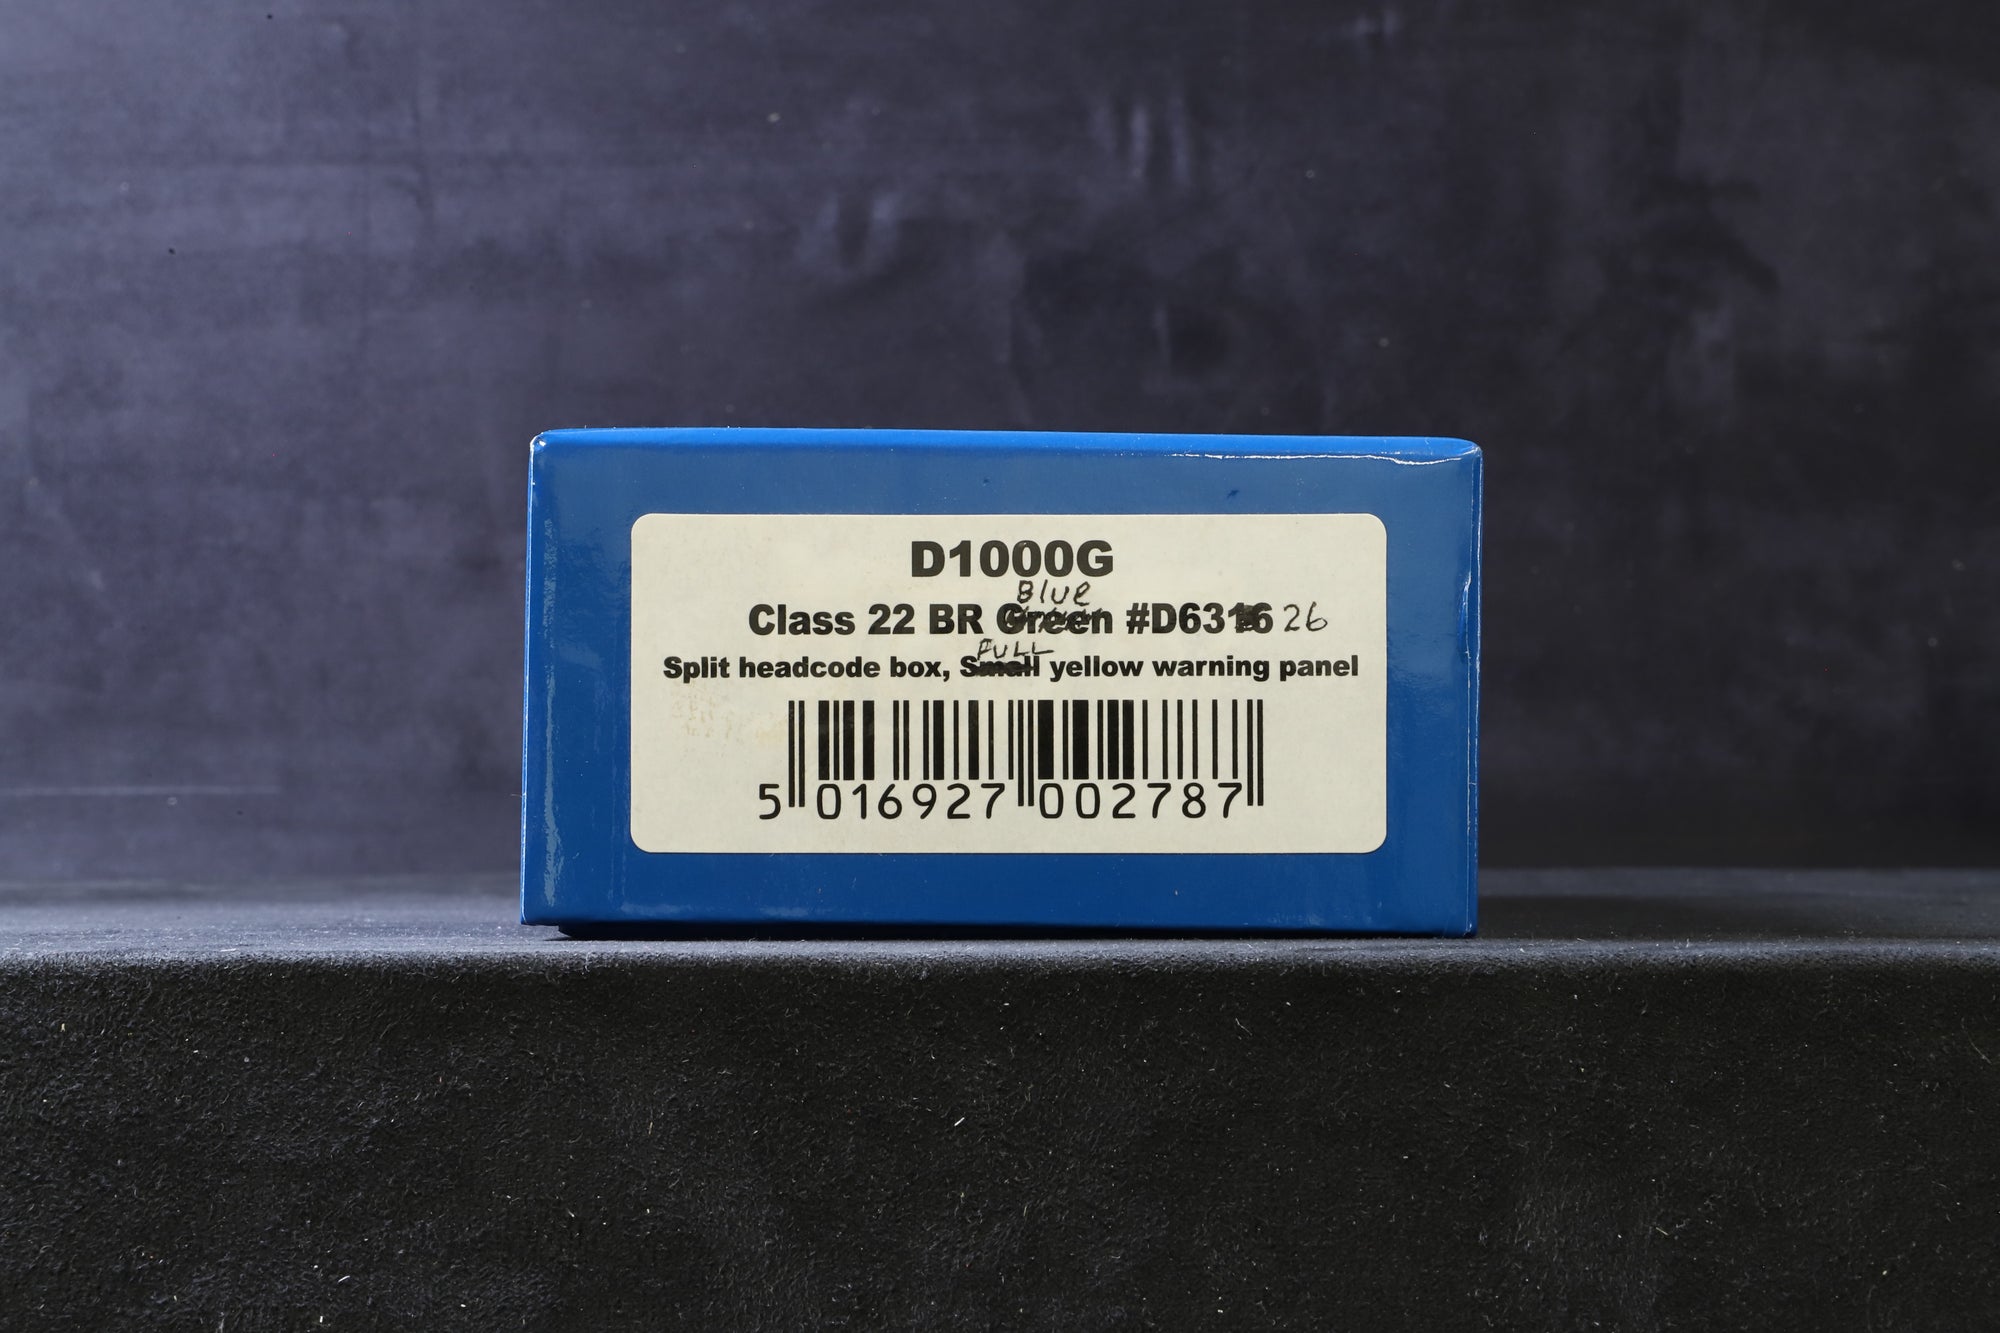 D1000G
Blue
Class 22 BR Green #D6316 26
FULL
Split headcode box, Small yellow warning panel
5 016927 002787